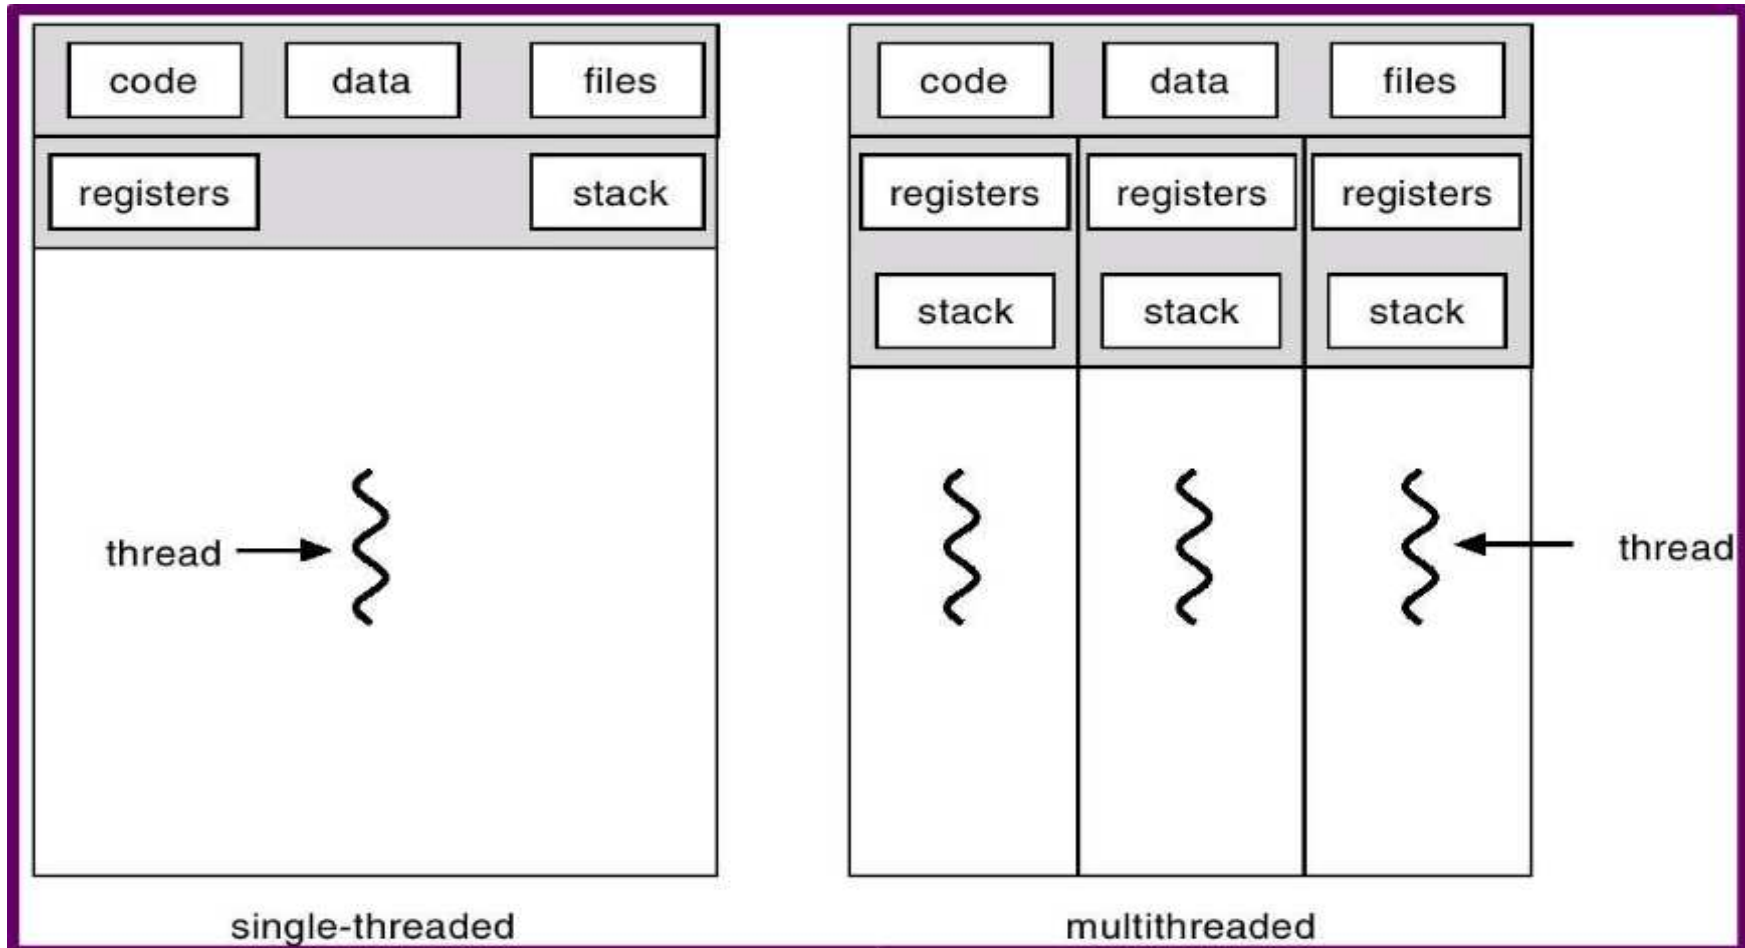 code data files
registers stack
thread
single-threaded
code data files
registers registers registers
stack stack stack
thread
multithreaded